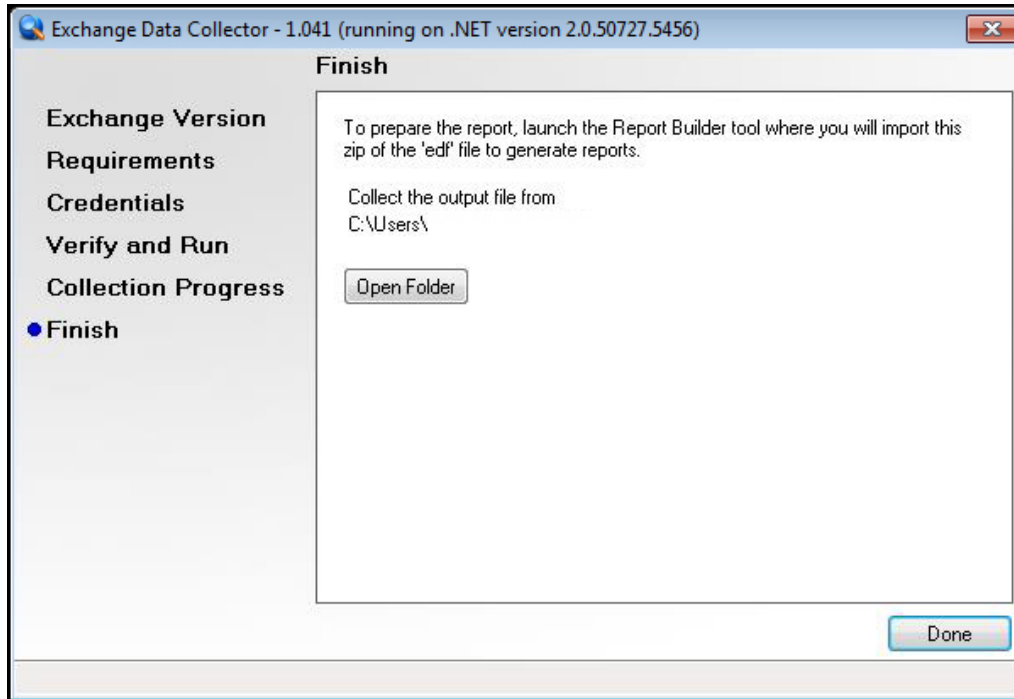 Exchange Data Collector - 1.041 (running on .NET version 2.0.50727.5456)
Finish
Exchange Version
Requirements
Credentials
Verify and Run
Collection Progress
Finish
To prepare the report, launch the Report Builder tool where you will import this
zip of the 'edf' file to generate reports.
Collect the output file from
C:\Users\
Open Folder
Done